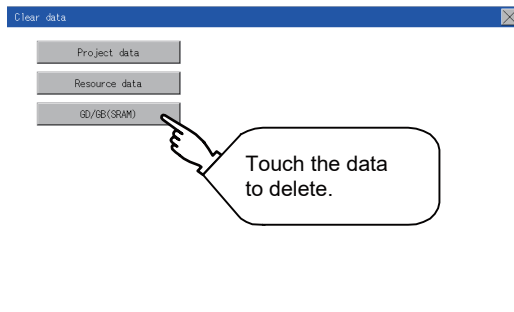 Clear data
Project data
Resource data
GD/GB(SRAM)
Touch the data
to delete.